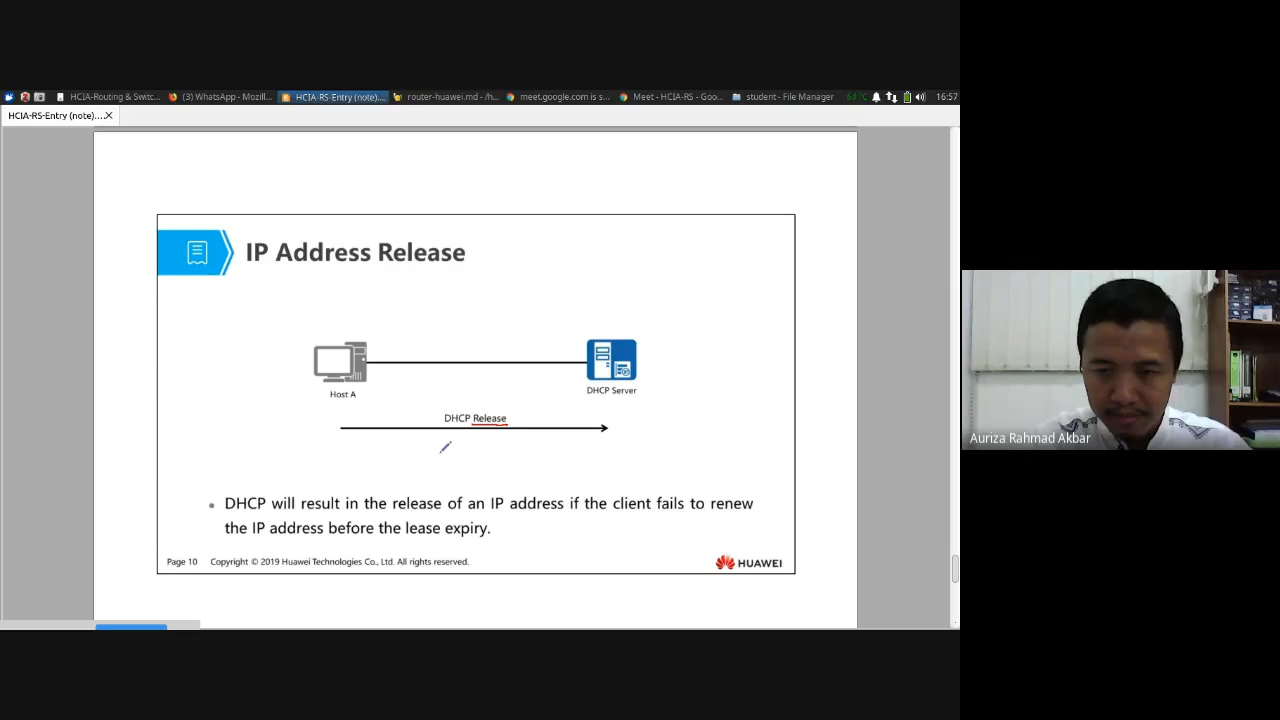 HCIA-Routing & Switc...
(3) WhatsApp - Mozill...
HCIA-RS-Entry (note)....
router-huawei.md - /h...
meet.google.com is s...
Meet - HCIA-RS - Goo...
student - File Manager
64°C
16:57
HCIA-RS-Entry (note)....
IP Address Release
Host A
DHCP Server
DHCP Release
DHCP will result in the release of an IP address if the client fails to renew
the IP address before the lease expiry.
Page 10
Copyright © 2019 Huawei Technologies Co., Ltd. All rights reserved.
HUAWEI
Auriza Rahmad Akbar